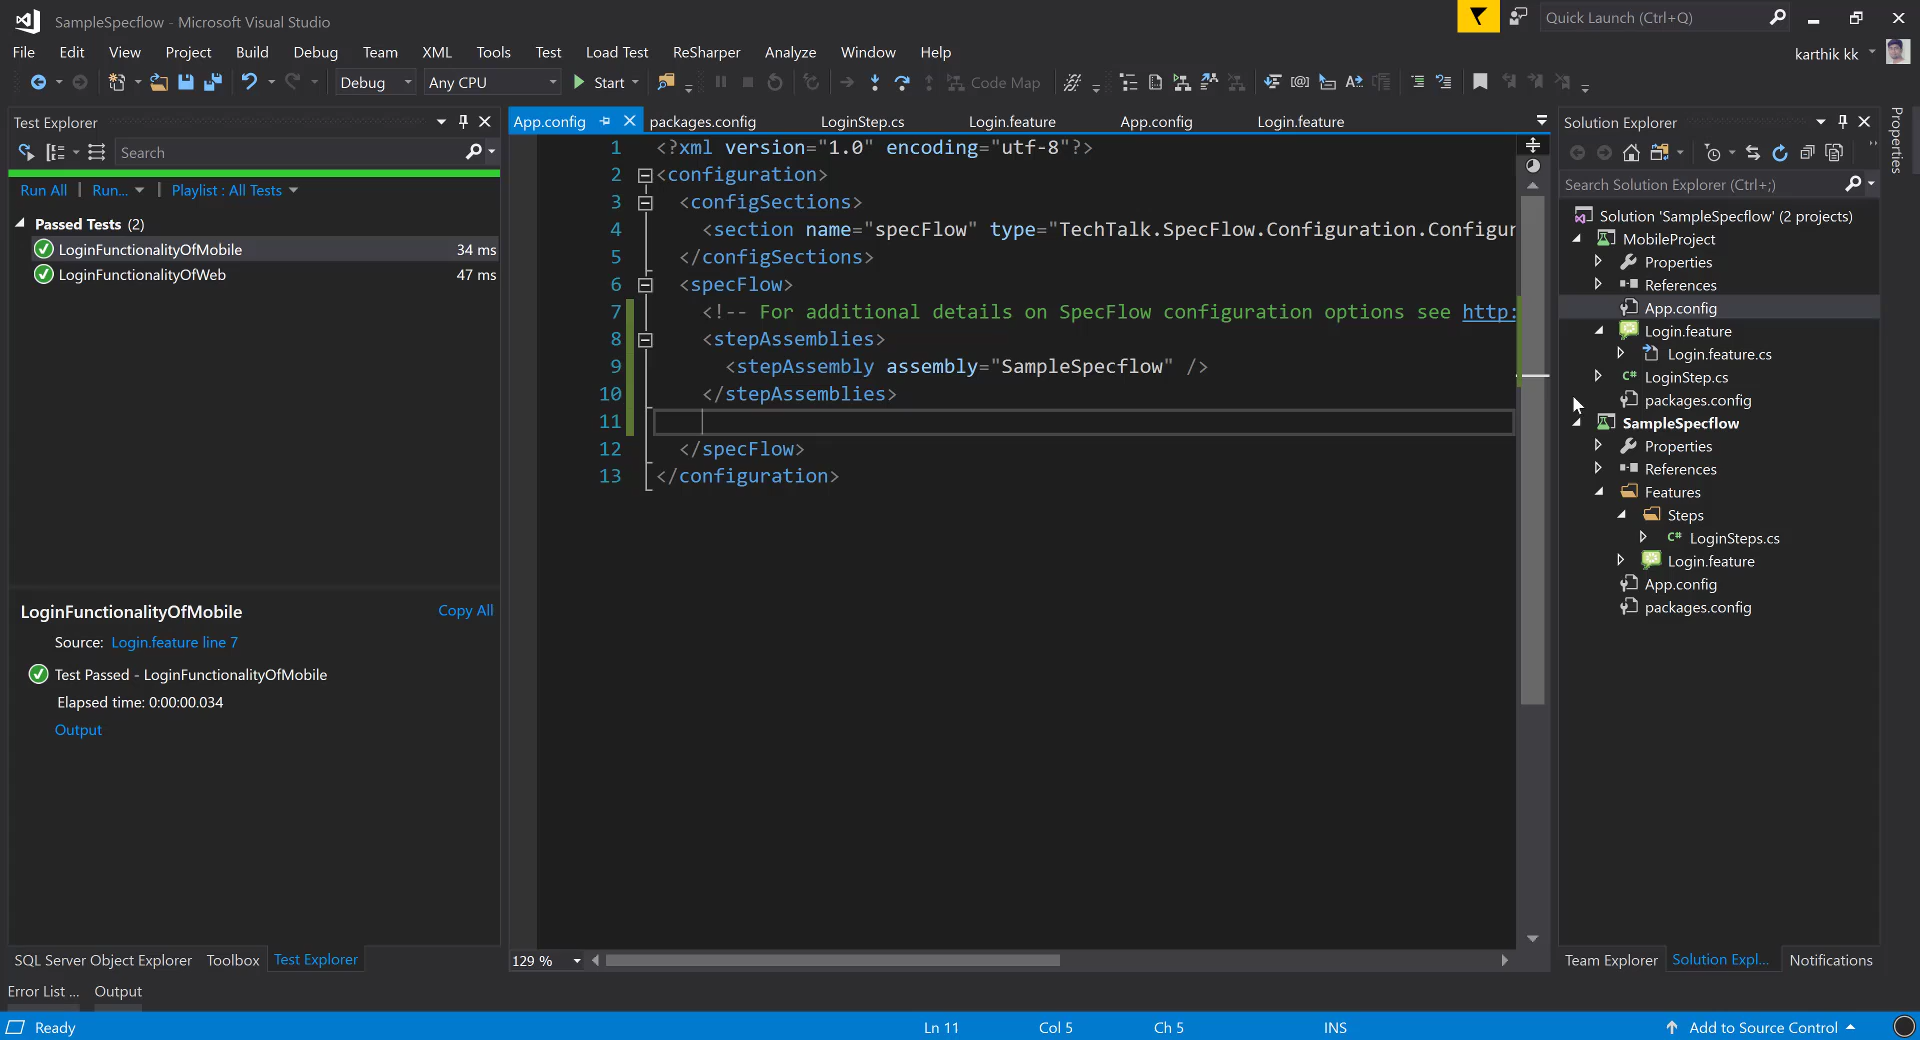 SampleSpecflow - Microsoft Visual Studio
Quick Launch (Ctrl+Q)
File Edit View Project Build Debug Team XML Tools Test Load Test ReSharper Analyze Window Help
karthik kk
Debug Any CPU Start Code Map
Test Explorer
Search
Run All Run... Playlist : All Tests
Passed Tests (2)
LoginFunctionalityOfMobile 34 ms
LoginFunctionalityOfWeb 47 ms
LoginFunctionalityOfMobile Copy All
Source: Login.feature line 7
Test Passed - LoginFunctionalityOfMobile
Elapsed time: 0:00:00.034
Output
SQL Server Object Explorer Toolbox Test Explorer
App.config packages.config LoginStep.cs Login.feature App.config Login.feature
1 <?xml version="1.0" encoding="utf-8"?>
2 <configuration>
3 <configSections>
4 <section name="specFlow" type="TechTalk.SpecFlow.Configuration.Configur
5 </configSections>
6 <specFlow>
7 <!-- For additional details on SpecFlow configuration options see http:
8 <stepAssemblies>
9 <stepAssembly assembly="SampleSpecflow" />
10 </stepAssemblies>
11
12 </specFlow>
13 </configuration>
129 %
Solution Explorer
Search Solution Explorer (Ctrl+;)
Solution 'SampleSpecflow' (2 projects)
MobileProject
Properties
References
App.config
Login.feature
Login.feature.cs
LoginStep.cs
packages.config
SampleSpecflow
Properties
References
Features
Steps
LoginSteps.cs
Login.feature
App.config
packages.config
Team Explorer Solution Expl... Notifications
Properties
Error List ... Output
Ready Ln 11 Col 5 Ch 5 INS Add to Source Control